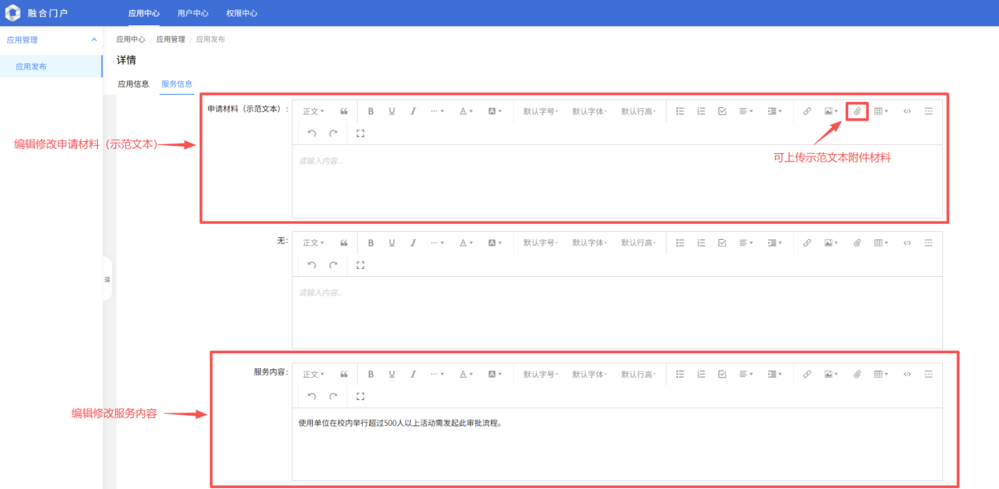 融合门户
应用中心 用户中心 权限中心
应用管理
应用发布
应用中心 / 应用管理 / 应用发布
详情
应用信息 服务信息
申请材料（示范文本）:
正文 B U I ··· A A 默认字号 默认字体 默认行高
请输入内容...
编辑修改申请材料（示范文本）
可上传示范文本附件材料
无:
正文 B U I ··· A A 默认字号 默认字体 默认行高
请输入内容...
服务内容:
正文 B U I ··· A A 默认字号 默认字体 默认行高
使用单位在校内举行超过500人以上活动需发起此审批流程。
编辑修改服务内容